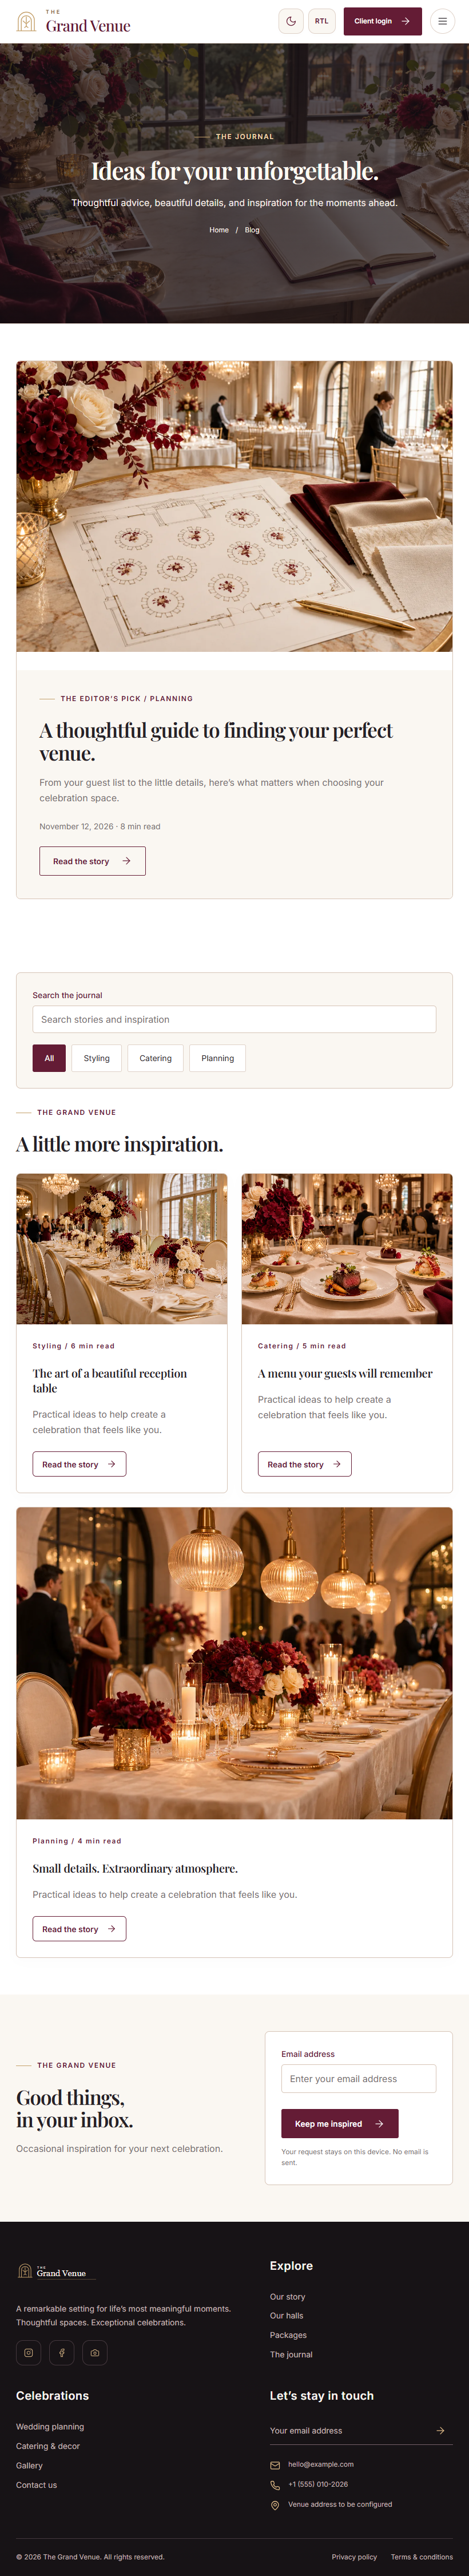 THE
Grand Venue
RTL
Client login
THE JOURNAL
Ideas for your unforgettable.
Thoughtful advice, beautiful details, and inspiration for the moments ahead.
Home / Blog
THE EDITOR'S PICK / PLANNING
A thoughtful guide to finding your perfect
venue.
From your guest list to the little details, here's what matters when choosing your
celebration space.
November 12, 2026 · 8 min read
Read the story
Search the journal
Search stories and inspiration
All
Styling
Catering
Planning
THE GRAND VENUE
A little more inspiration.
Styling / 6 min read
The art of a beautiful reception
table
Practical ideas to help create a
celebration that feels like you.
Read the story
Catering / 5 min read
A menu your guests will remember
Practical ideas to help create a
celebration that feels like you.
Read the story
Planning / 4 min read
Small details. Extraordinary atmosphere.
Practical ideas to help create a celebration that feels like you.
Read the story
THE GRAND VENUE
Good things,
in your inbox.
Occasional inspiration for your next celebration.
Email address
Enter your email address
Keep me inspired
Your request stays on this device. No email is
sent.
THE
Grand Venue
A remarkable setting for life's most meaningful moments.
Thoughtful spaces. Exceptional celebrations.
Explore
Our story
Our halls
Packages
The journal
Celebrations
Wedding planning
Catering & decor
Gallery
Contact us
Let's stay in touch
Your email address
hello@example.com
+1 (555) 010-2026
Venue address to be configured
© 2026 The Grand Venue. All rights reserved.
Privacy policy
Terms & conditions